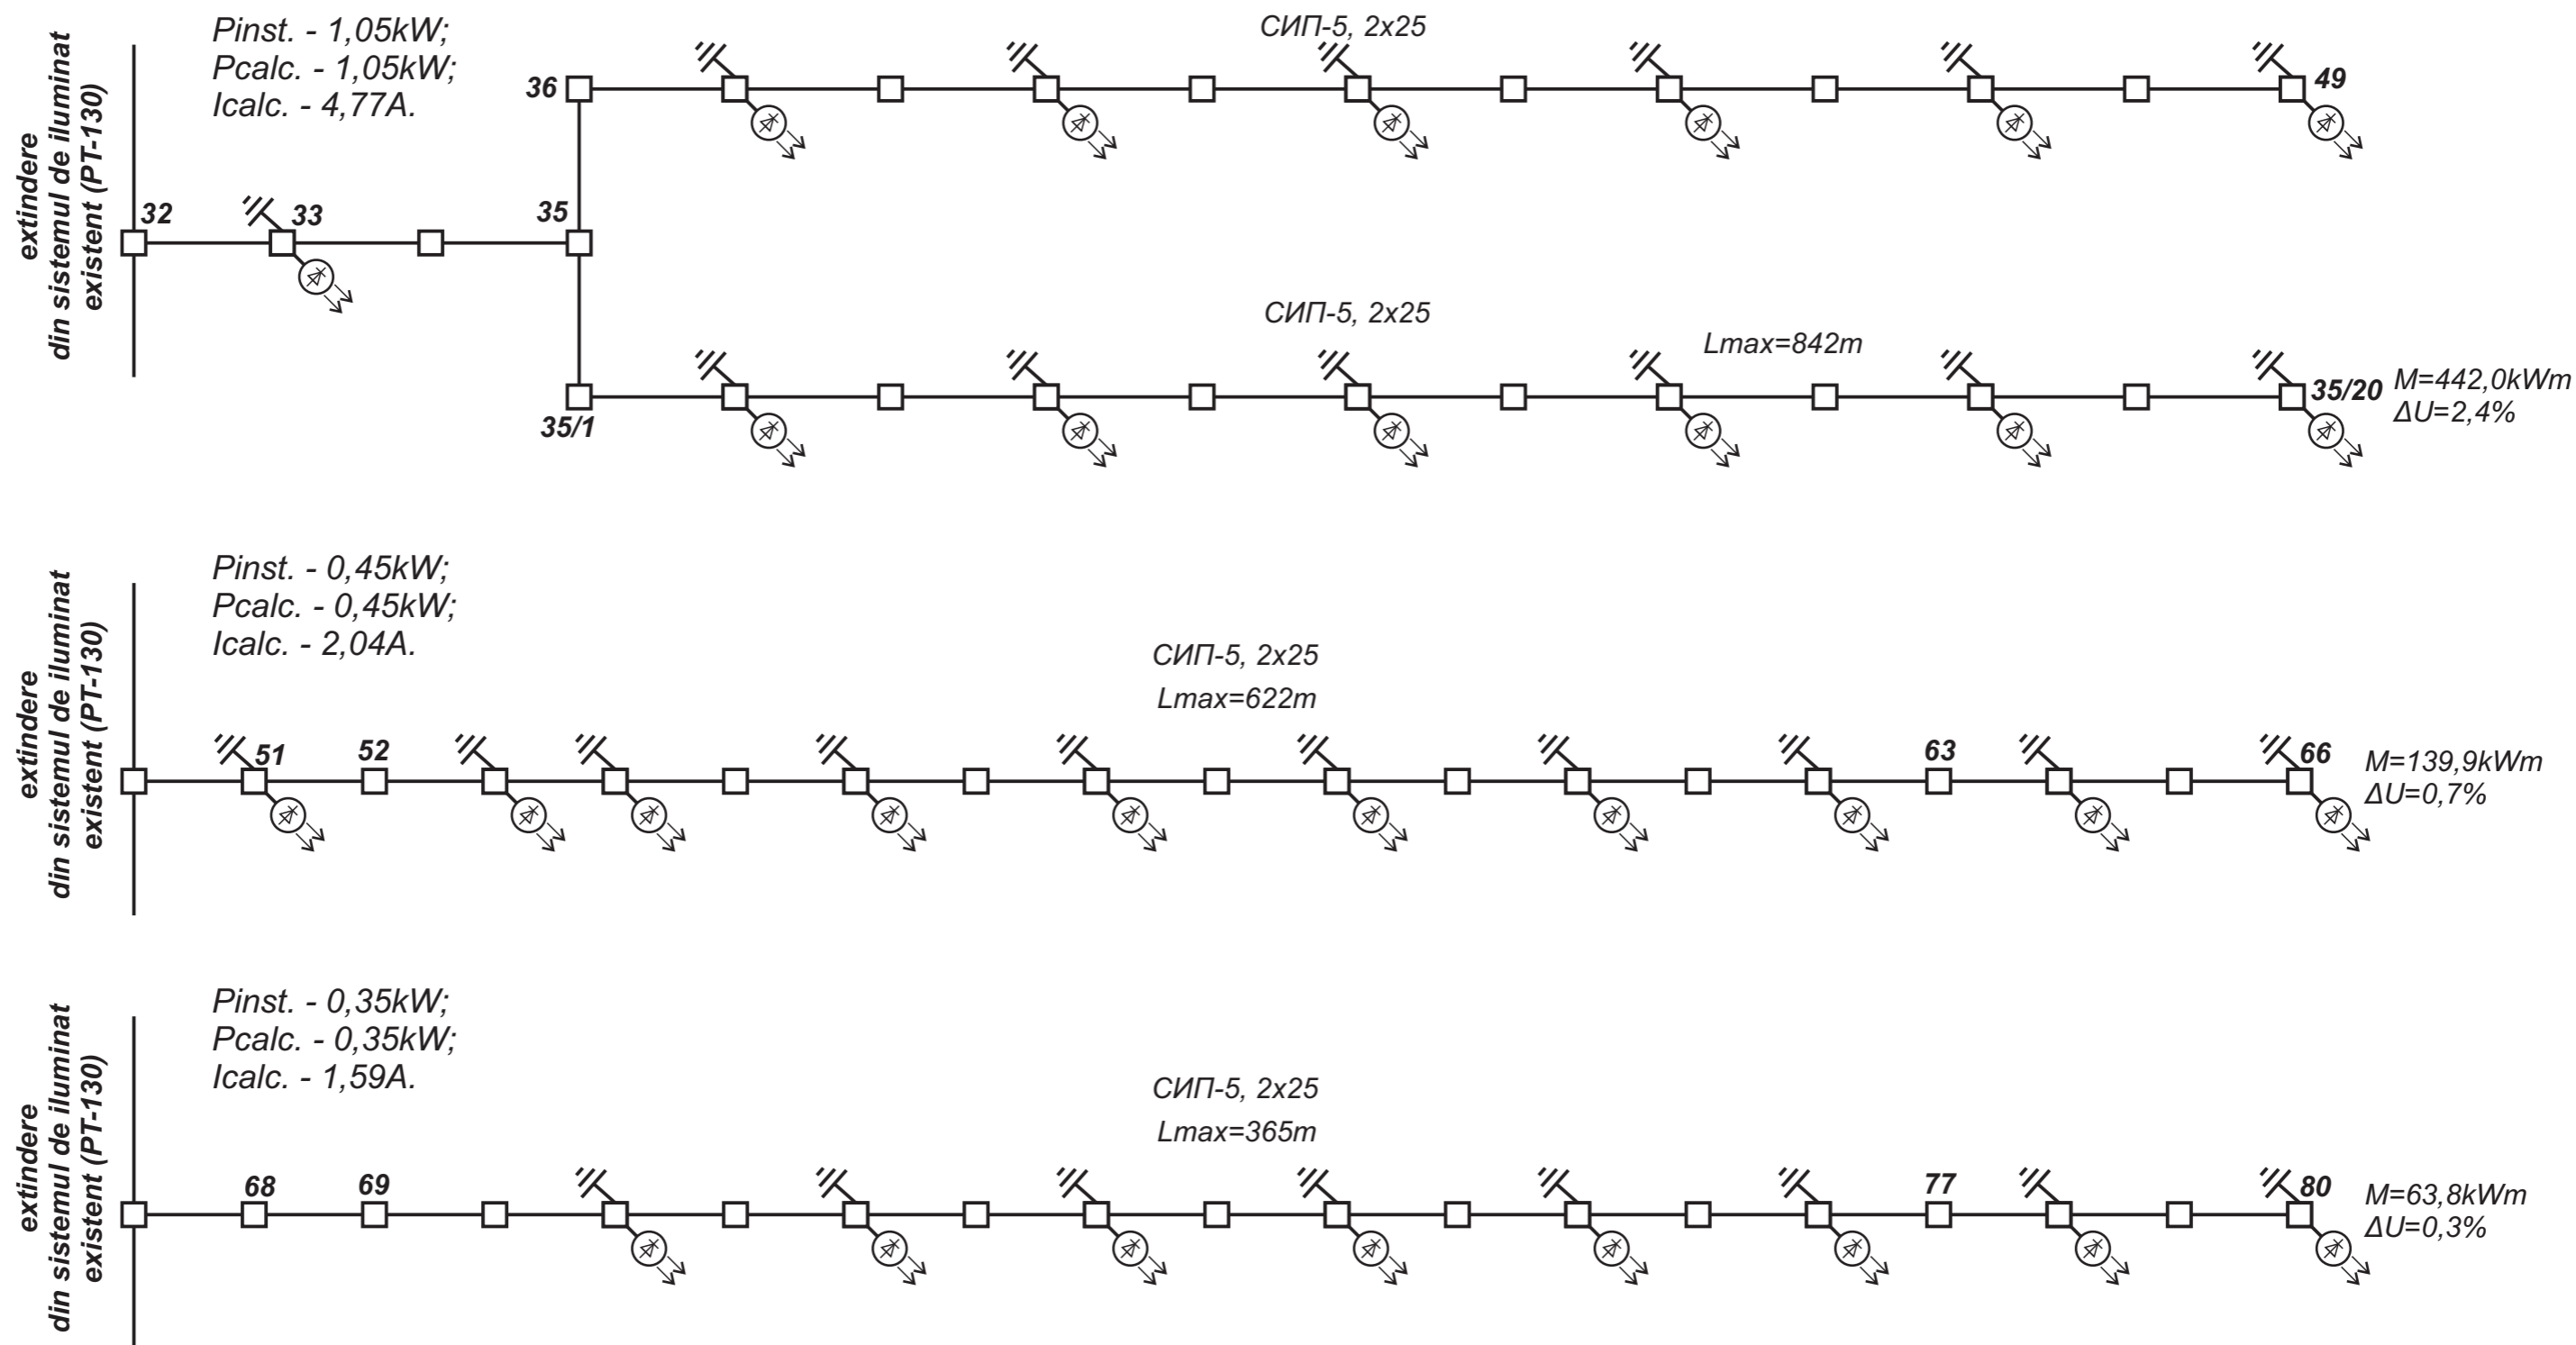 extindere
din sistemul de iluminat
existent (PT-130)
Pinst. - 1,05kW;
Pcalc. - 1,05kW;
Icalc. - 4,77A.
СИП-5, 2x25
36
49
32
33
35
СИП-5, 2x25
Lmax=842m
35/1
35/20
M=442,0kWm
ΔU=2,4%
extindere
din sistemul de iluminat
existent (PT-130)
Pinst. - 0,45kW;
Pcalc. - 0,45kW;
Icalc. - 2,04A.
СИП-5, 2x25
Lmax=622m
51
52
63
66
M=139,9kWm
ΔU=0,7%
extindere
din sistemul de iluminat
existent (PT-130)
Pinst. - 0,35kW;
Pcalc. - 0,35kW;
Icalc. - 1,59A.
СИП-5, 2x25
Lmax=365m
68
69
77
80
M=63,8kWm
ΔU=0,3%